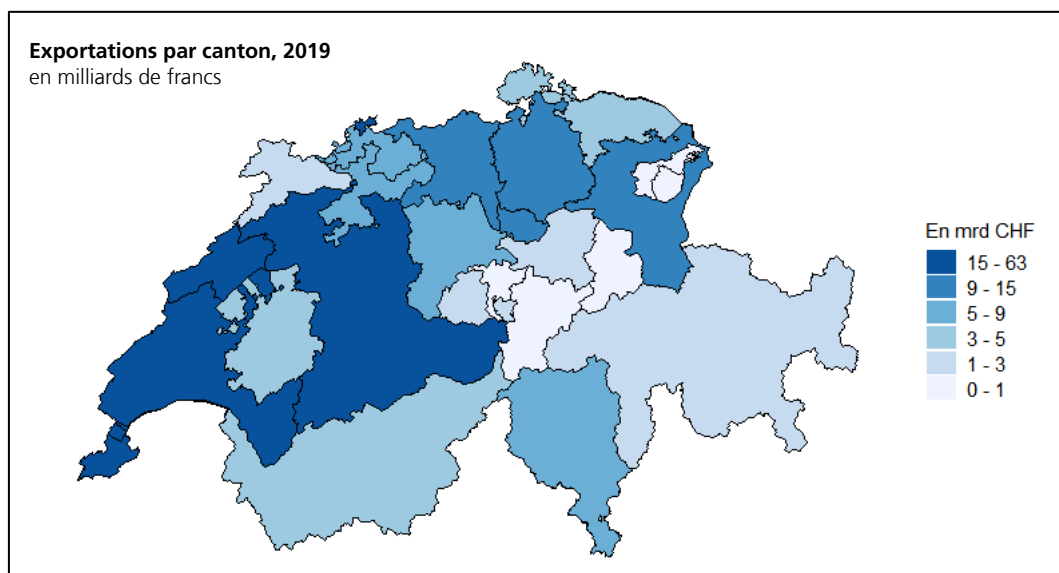 Exportations par canton, 2019
en milliards de francs
En mrd CHF
15 - 63
9 - 15
5 - 9
3 - 5
1 - 3
0 - 1